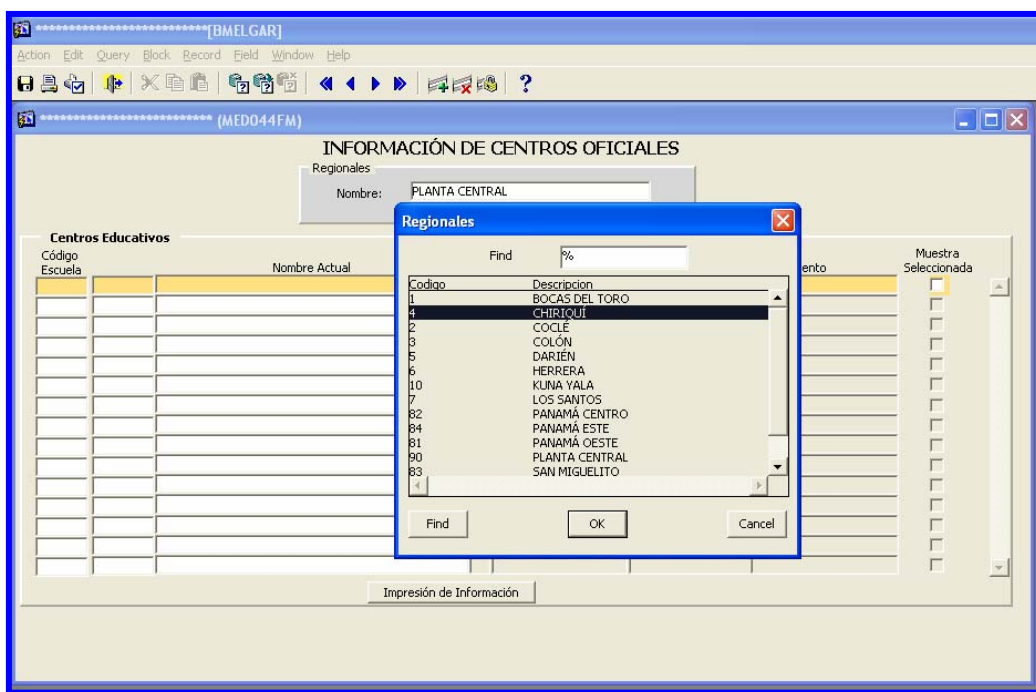 **************************[BMELGAR]
Action Edit Query Block Record Field Window Help
************************** (MED044FM)
INFORMACIÓN DE CENTROS OFICIALES
Regionales
Nombre: PLANTA CENTRAL
Regionales
Find %
Centros Educativos
Código Escuela
Nombre Actual
ento
Muestra Seleccionada
Codigo Descripcion
1 BOCAS DEL TORO
4 CHIRIQUÍ
2 COCLÉ
3 COLÓN
5 DARIÉN
6 HERRERA
10 KUNA YALA
7 LOS SANTOS
82 PANAMÁ CENTRO
84 PANAMÁ ESTE
81 PANAMÁ OESTE
90 PLANTA CENTRAL
83 SAN MIGUELITO
Find OK Cancel
Impresión de Información